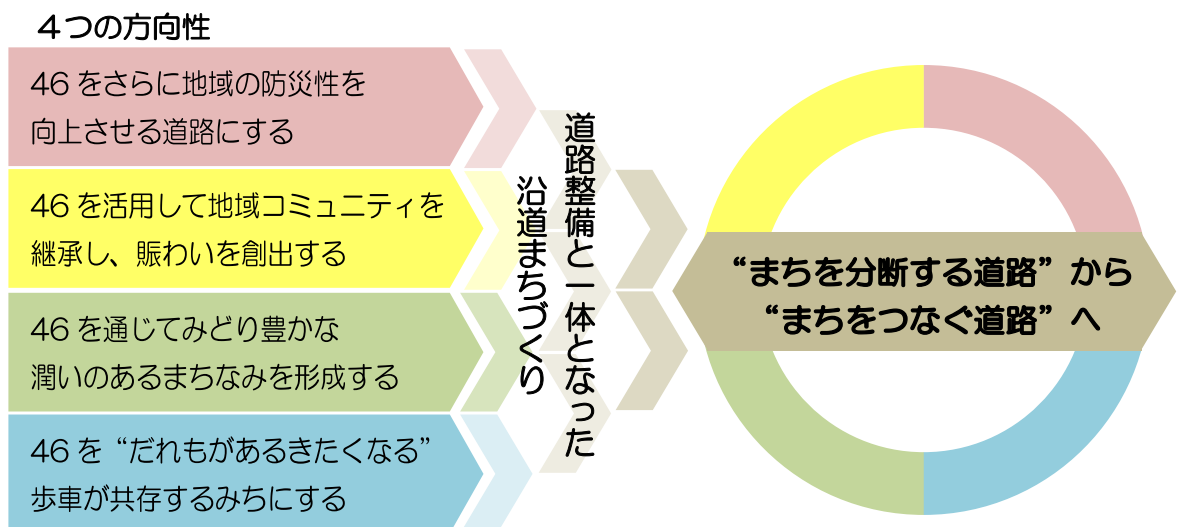 ４つの方向性
46 をさらに地域の防災性を
向上させる道路にする
46 を活用して地域コミュニティを
継承し、賑わいを創出する
46 を通じてみどり豊かな
潤いのあるまちなみを形成する
46 を “だれもがあるきたくなる”
歩車が共存するみちにする
道路整備と一体となった
沿道まちづくり
“まちを分断する道路” から
“まちをつなぐ道路” へ